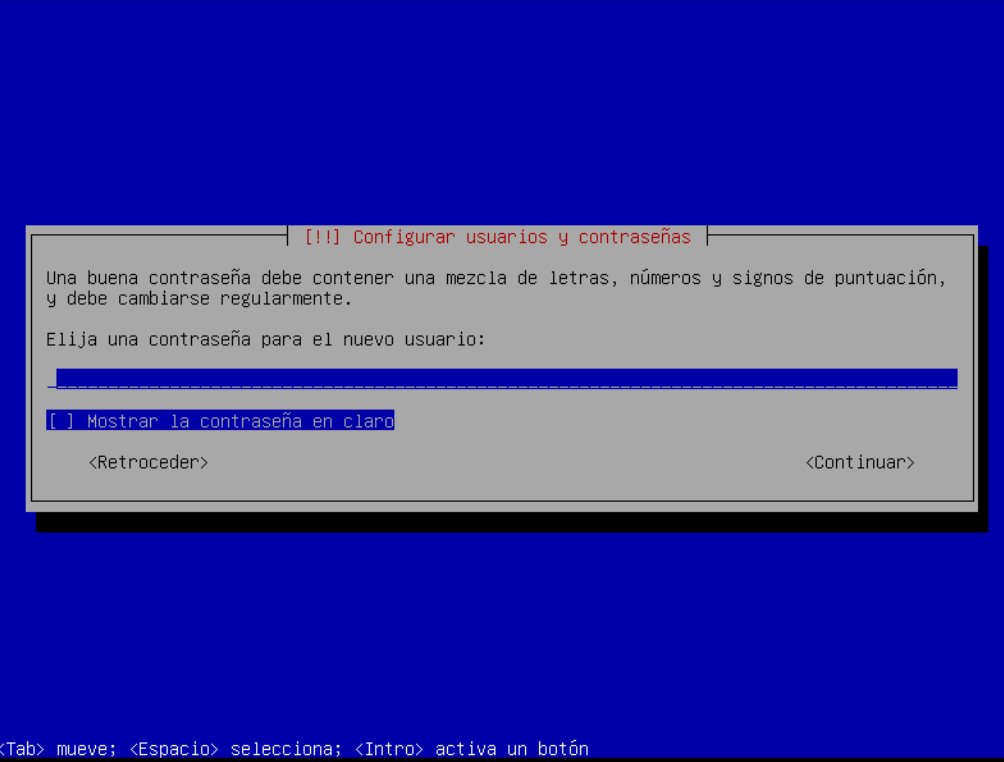 [!!] Configurar usuarios y contraseñas
Una buena contraseña debe contener una mezcla de letras, números y signos de puntuación,
y debe cambiarse regularmente.
Elija una contraseña para el nuevo usuario:
[ ] Mostrar la contraseña en claro
<Retroceder> <Continuar>
<Tab> mueve; <Espacio> selecciona; <Intro> activa un botón